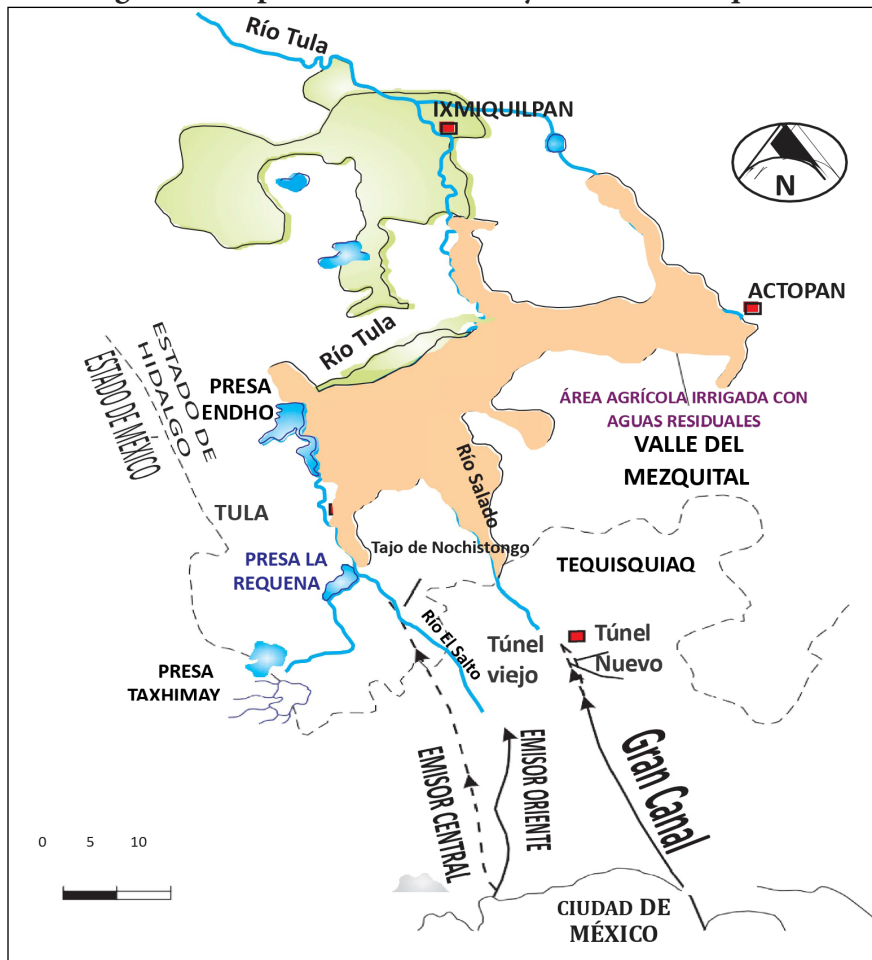 Río Tula
IXMIQUILPAN
N
ACTOPAN
Río Tula
ESTADO DE
HIDALGO
ESTADO DE MÉXICO
PRESA
ENDHO
ÁREA AGRÍCOLA IRRIGADA CON
AGUAS RESIDUALES
VALLE DEL
MEZQUITAL
Río Salado
TULA
Tajo de Nochistongo
PRESA LA
REQUENA
TEQUISQUIAQ
Río El Salto
Túnel
viejo
Túnel
Nuevo
PRESA
TAXHIMAY
EMISOR CENTRAL
EMISOR ORIENTE
Gran Canal
0 5 10
CIUDAD DE
MÉXICO